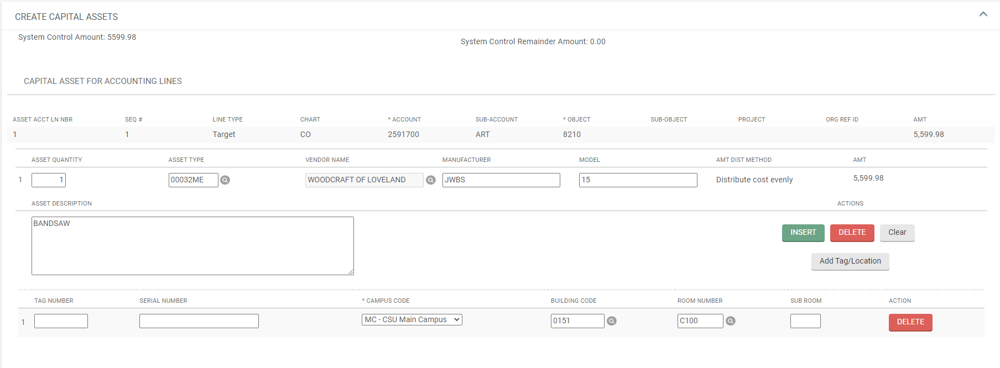 CREATE CAPITAL ASSETS
System Control Amount: 5599.98
System Control Remainder Amount: 0.00
CAPITAL ASSET FOR ACCOUNTING LINES
ASSET ACCT LN NBR SEQ # LINE TYPE CHART * ACCOUNT SUB-ACCOUNT * OBJECT SUB-OBJECT PROJECT ORG REF ID AMT
1 1 Target CO 2591700 ART 8210 5,599.98
ASSET QUANTITY ASSET TYPE VENDOR NAME MANUFACTURER MODEL AMT DIST METHOD AMT
1 1 00032ME WOODCRAFT OF LOVELAND JWBS 15 Distribute cost evenly 5,599.98
ASSET DESCRIPTION ACTIONS
BANDSAW
INSERT DELETE Clear
Add Tag/Location
TAG NUMBER SERIAL NUMBER * CAMPUS CODE BUILDING CODE ROOM NUMBER SUB ROOM ACTION
1 MC - CSU Main Campus 0151 C100 DELETE